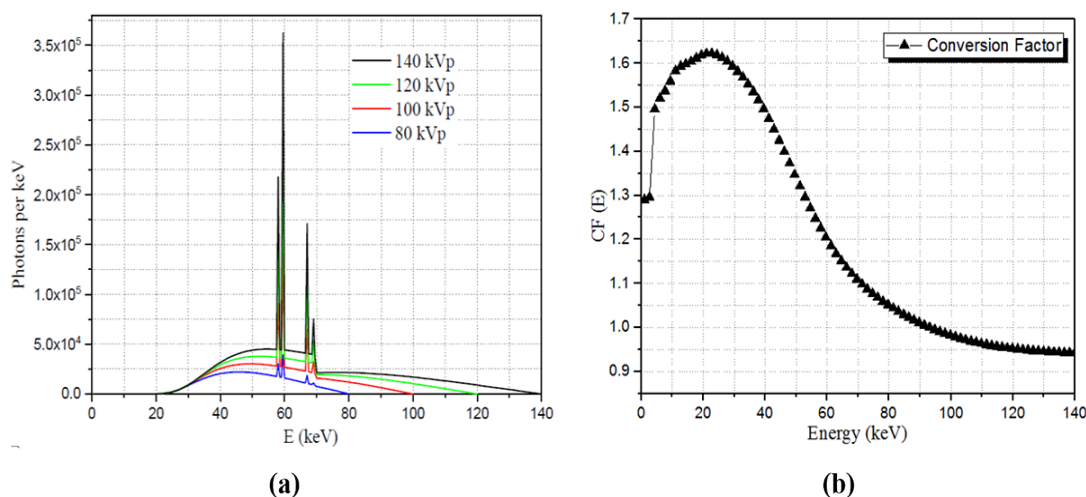 3.5x10⁵
3.0x10⁵
2.5x10⁵
2.0x10⁵
1.5x10⁵
1.0x10⁵
5.0x10⁴
0.0
Photons per keV
140 kVp
120 kVp
100 kVp
80 kVp
0 20 40 60 80 100 120 140
E (keV)
(a)
1.7
1.6
1.5
1.4
1.3
1.2
1.1
1.0
0.9
CF (E)
Conversion Factor
0 20 40 60 80 100 120 140
Energy (keV)
(b)